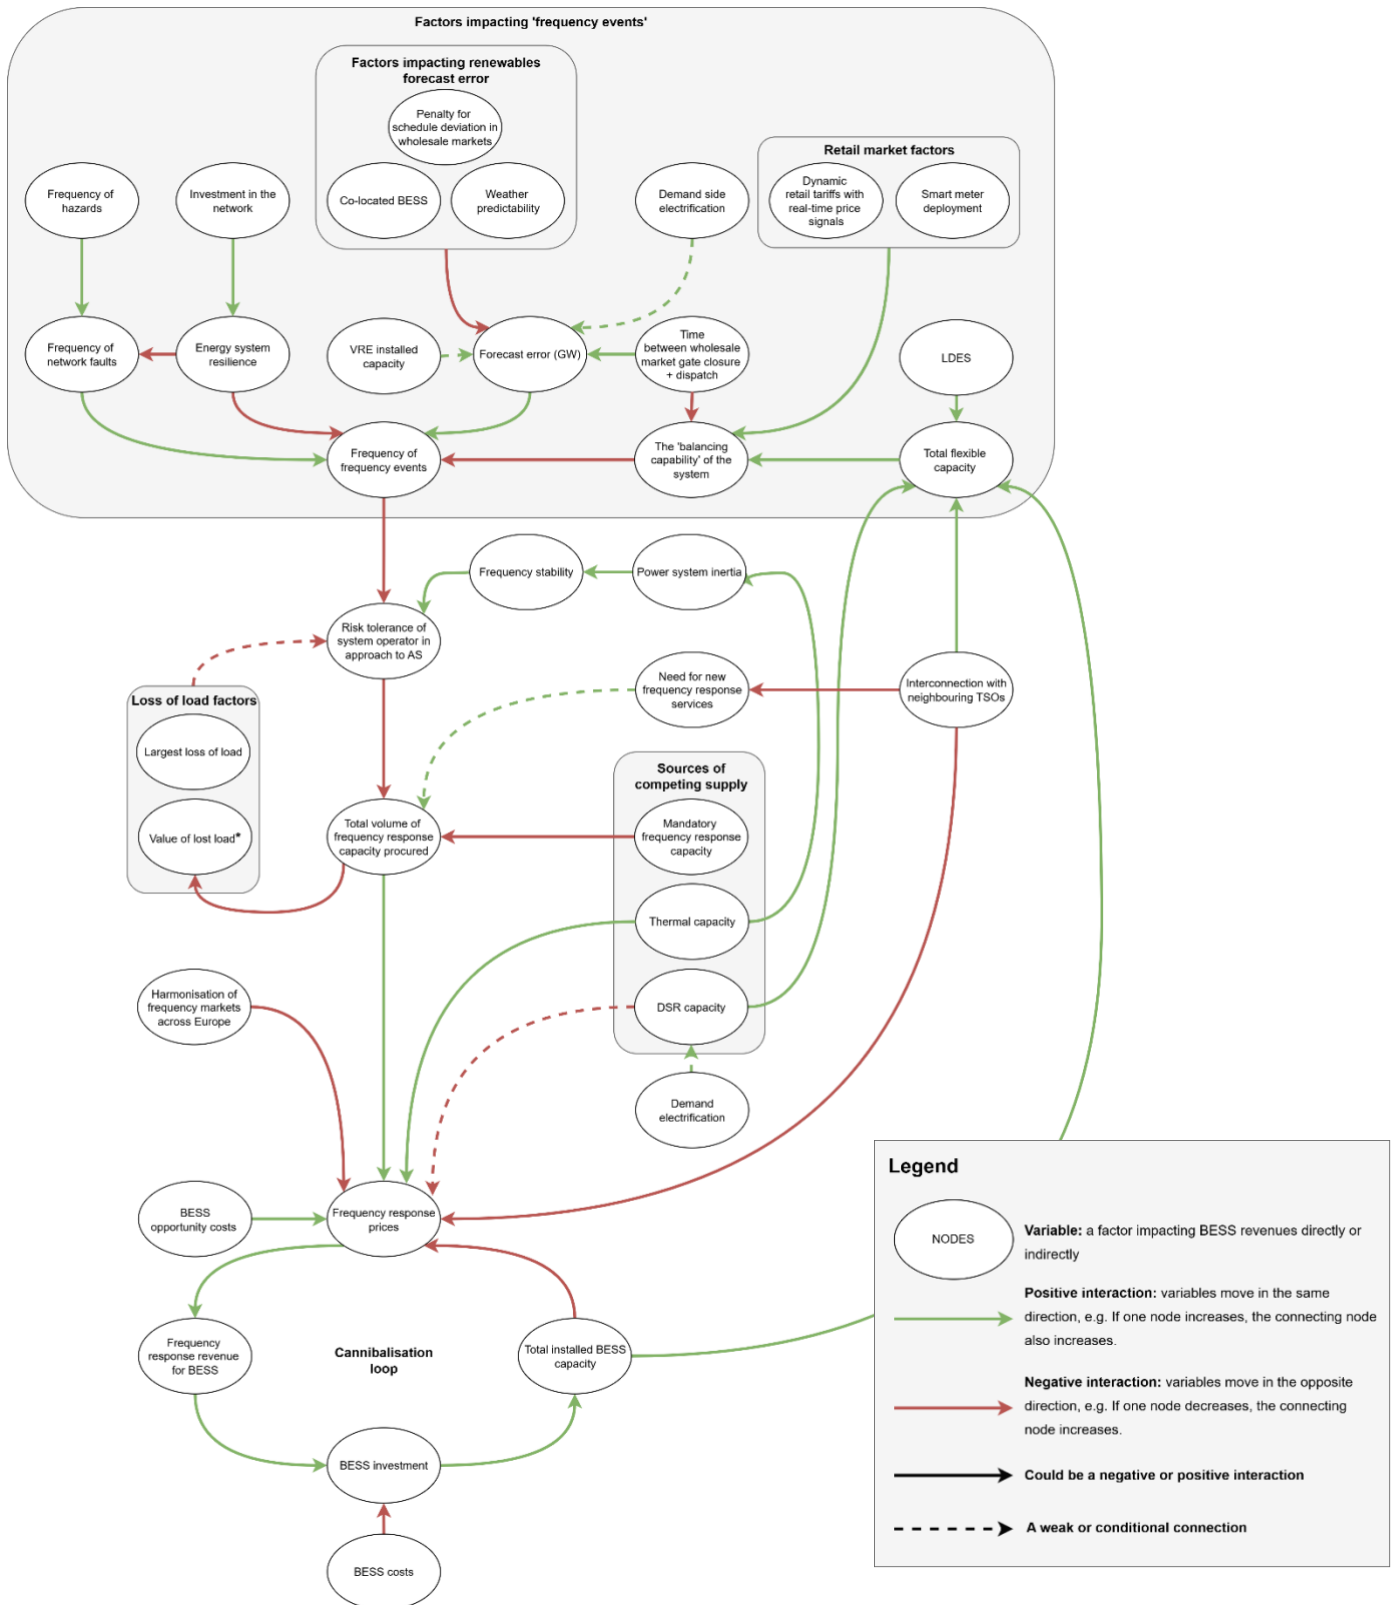 Factors impacting 'frequency events'
Factors impacting renewables
forecast error
Penalty for
schedule deviation in
wholesale markets
Co-located BESS
Weather
predictability
Retail market factors
Dynamic
retail tariffs with
real-time price
signals
Smart meter
deployment
Frequency of
hazards
Investment in the
network
Demand side
electrification
Frequency of
network faults
Energy system
resilience
VRE installed
capacity
Forecast error (GW)
Time
between wholesale
market gate closure
+ dispatch
LDES
Frequency of
frequency events
The 'balancing
capability' of the
system
Total flexible
capacity
Frequency stability
Power system inertia
Risk tolerance of
system operator in
approach to AS
Need for new
frequency response
services
Interconnection with
neighbouring TSOs
Loss of load factors
Largest loss of load
Value of lost load*
Total volume of
frequency response
capacity procured
Sources of
competing supply
Mandatory
frequency response
capacity
Thermal capacity
DSR capacity
Harmonisation of
frequency markets
across Europe
Demand
electrification
BESS
opportunity costs
Frequency response
prices
Frequency
response revenue
for BESS
Cannibalisation
loop
Total installed BESS
capacity
BESS investment
BESS costs
Legend
NODES
Variable: a factor impacting BESS revenues directly or
indirectly
Positive interaction: variables move in the same
direction, e.g. If one node increases, the connecting node
also increases.
Negative interaction: variables move in the opposite
direction, e.g. If one node decreases, the connecting
node increases.
Could be a negative or positive interaction
A weak or conditional connection